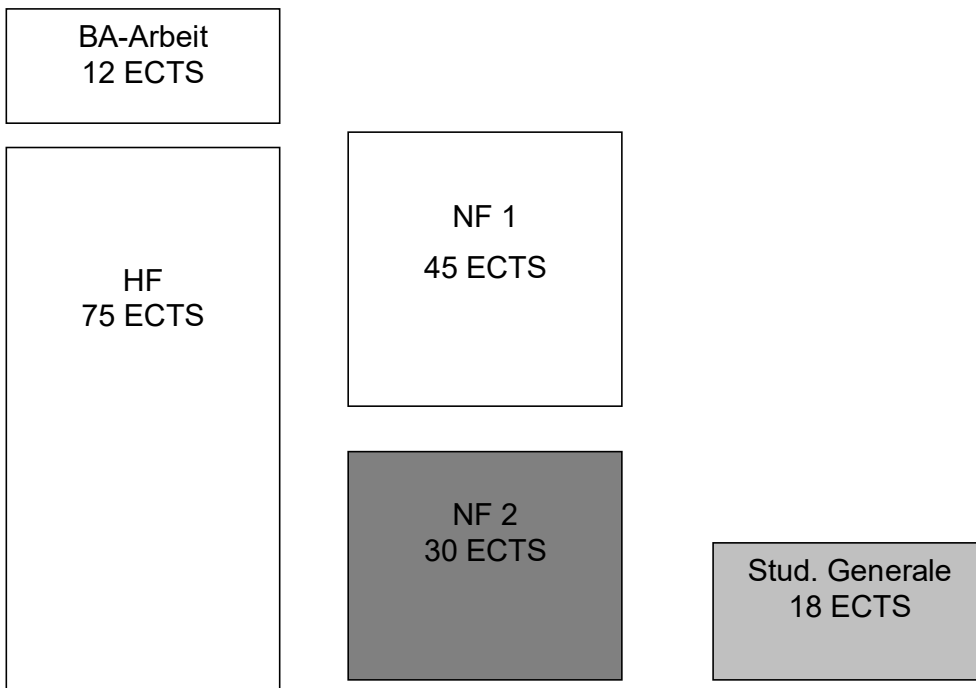 BA-Arbeit
12 ECTS
HF
75 ECTS
NF 1
45 ECTS
NF 2
30 ECTS
Stud. Generale
18 ECTS